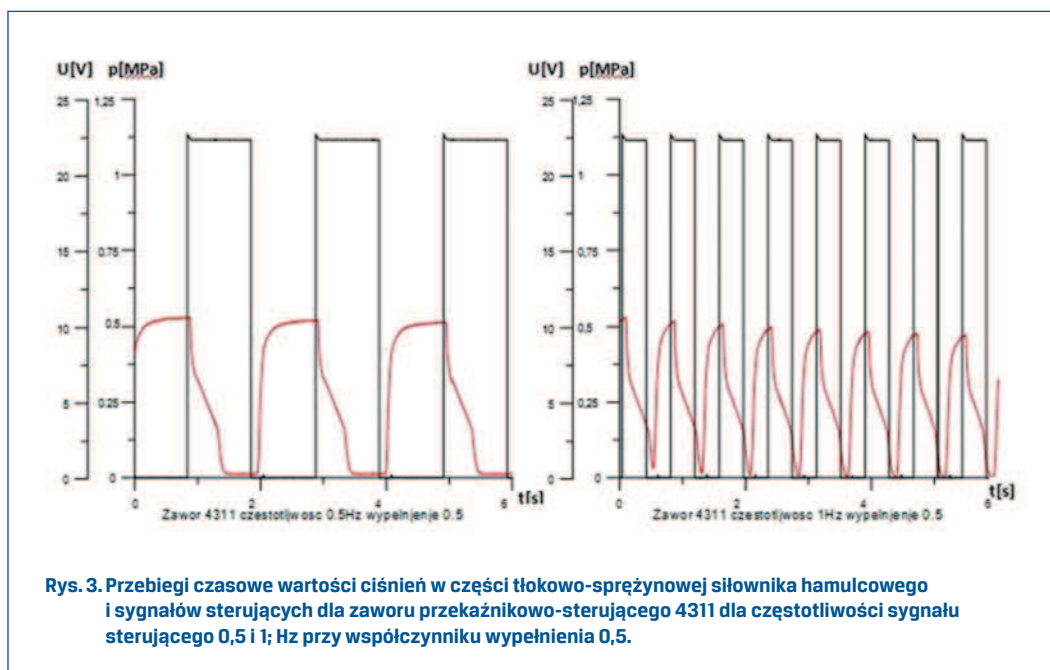 U[V] p[MPa]
25 1,25
20 1
15 0,75
10 0,5
5 0,25
0 0
0 2 4 6
t[s]
Zawor 4311 czestotliwosc 0.5Hz wypelnienie 0.5
U[V] p[MPa]
25 1,25
20 1
15 0,75
10 0,5
5 0,25
0 0
0 2 4 6
t[s]
Zawor 4311 czestotliwosc 1Hz wypelnienie 0.5
Rys. 3. Przebiegi czasowe wartości ciśnień w części tłokowo-sprężynowej siłownika hamulcowego
i sygnałów sterujących dla zaworu przekaźnikowo-sterującego 4311 dla częstotliwości sygnału
sterującego 0,5 i 1; Hz przy współczynniku wypełnienia 0,5.